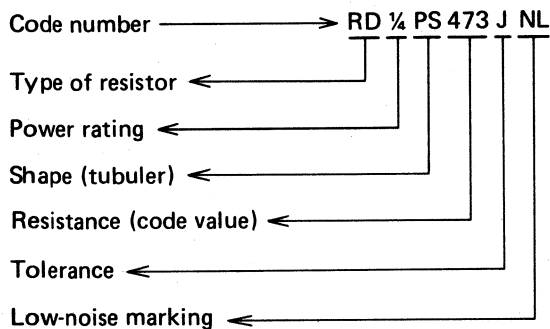 Code number RD ¼ PS 473 J NL
Type of resistor
Power rating
Shape (tubuler)
Resistance (code value)
Tolerance
Low-noise marking